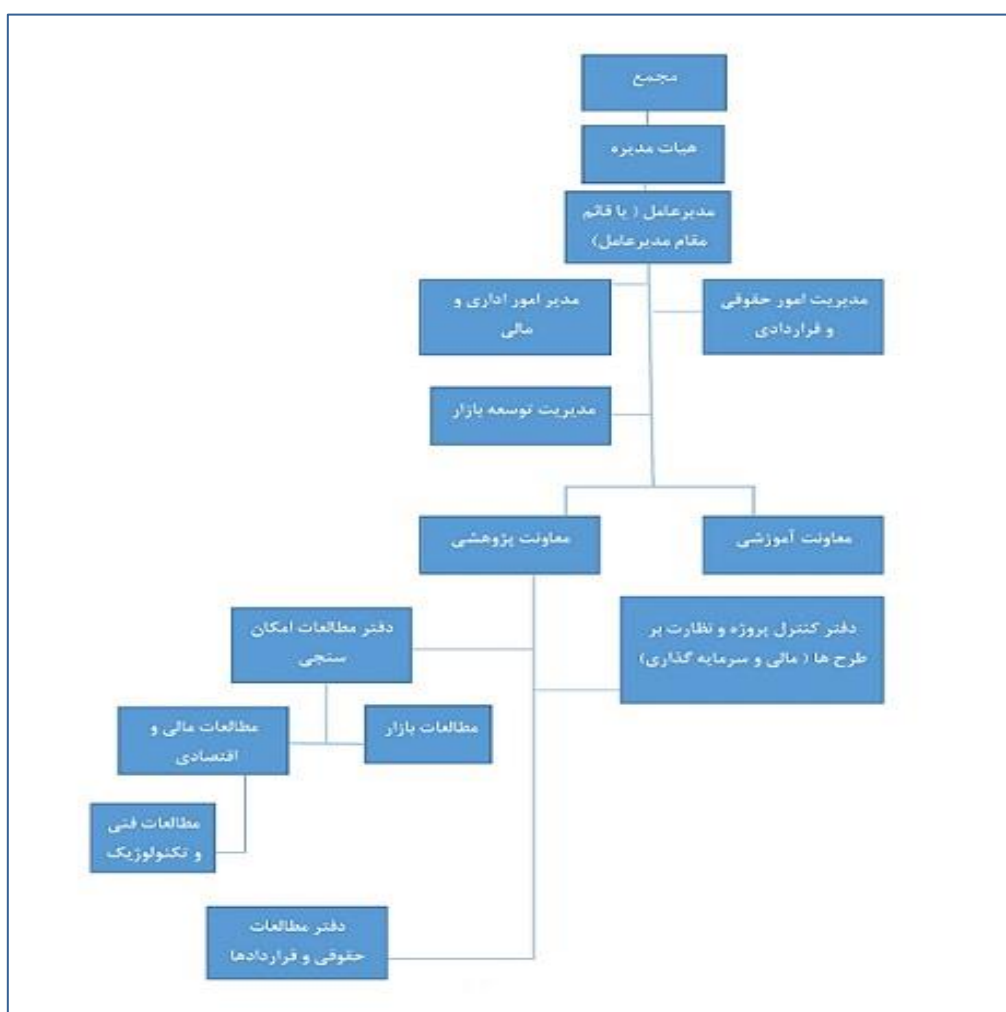 مجمع
هیات مدیره
مدیرعامل ( یا قائم
مقام مدیرعامل)
مدیریت امور حقوقی
و قراردادی
مدیر امور اداری و
مالی
مدیریت توسعه بازار
معاونت آموزشی
معاونت پژوهشی
دفتر کنترل پروژه و نظارت بر
طرح ها ( مالی و سرمایه گذاری)
دفتر مطالعات امکان
سنجی
مطالعات بازار
مطالعات مالی و
اقتصادی
مطالعات فنی
و تکنولوژیک
دفتر مطالعات
حقوقی و قراردادها